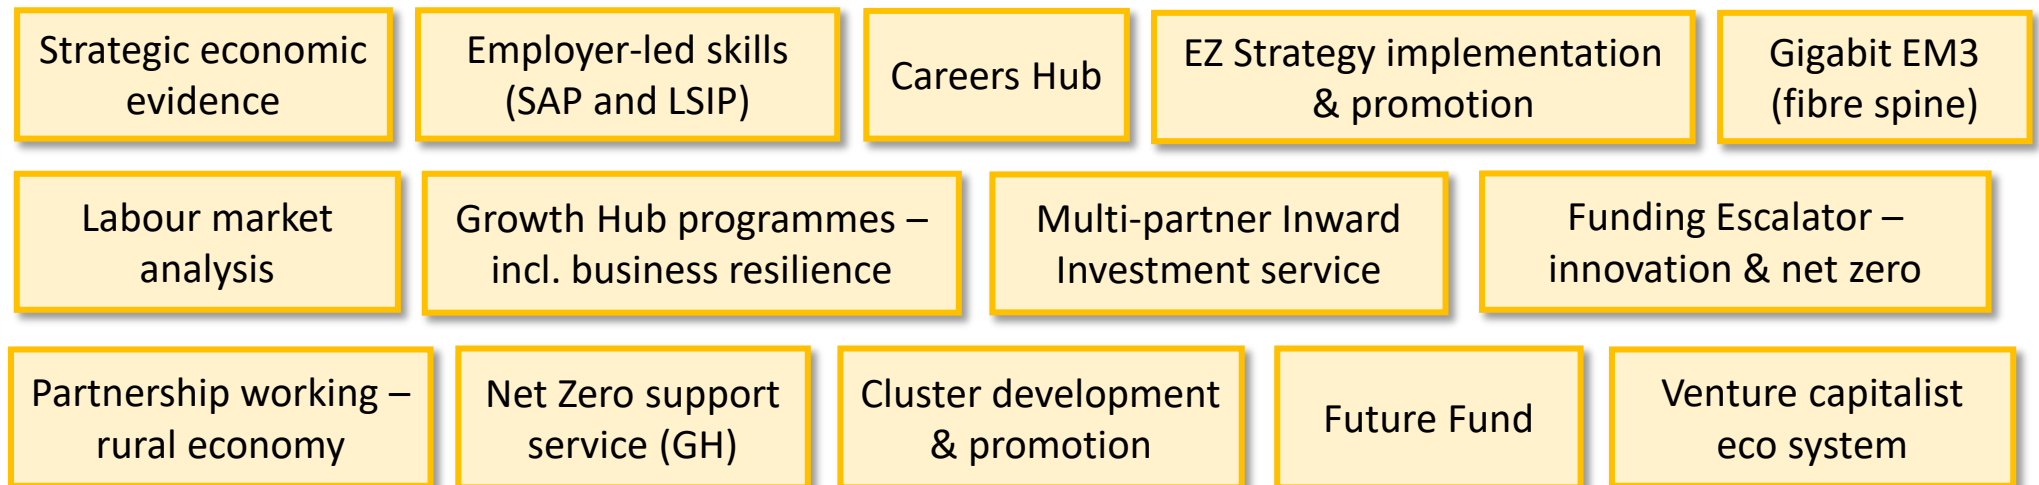 Strategic economic
evidence
Employer-led skills
(SAP and LSIP)
Careers Hub
EZ Strategy implementation
& promotion
Gigabit EM3
(fibre spine)
Labour market
analysis
Growth Hub programmes –
incl. business resilience
Multi-partner Inward
Investment service
Funding Escalator –
innovation & net zero
Partnership working –
rural economy
Net Zero support
service (GH)
Cluster development
& promotion
Future Fund
Venture capitalist
eco system